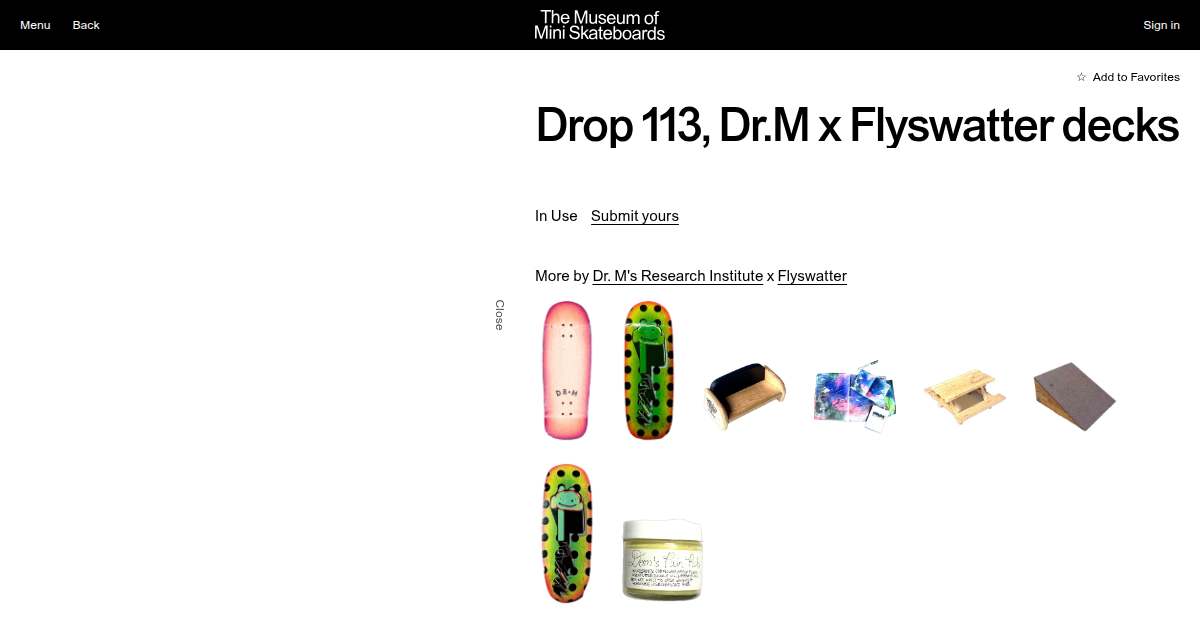 Menu
Back
The Museum of
Mini Skateboards
Sign in
☆ Add to Favorites
Drop 113, Dr.M x Flyswatter decks
In Use Submit yours
More by Dr. M's Research Institute x Flyswatter
Close
DR•M